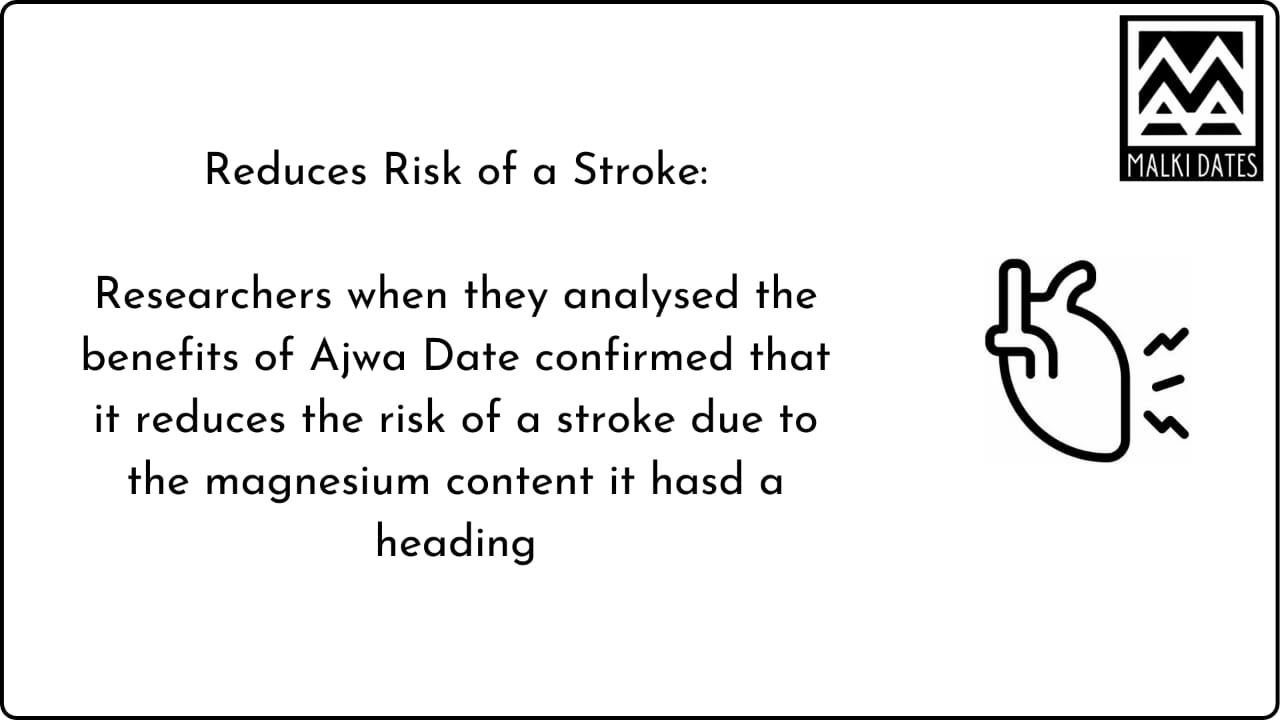 MALKI DATES
Reduces Risk of a Stroke:
Researchers when they analysed the
benefits of Ajwa Date confirmed that
it reduces the risk of a stroke due to
the magnesium content it hasd a
heading